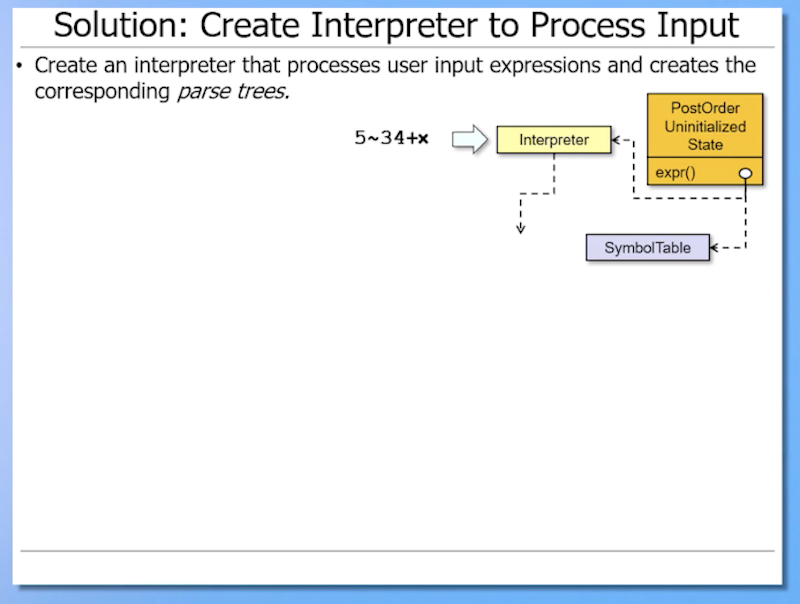 Solution: Create Interpreter to Process Input
• Create an interpreter that processes user input expressions and creates the
corresponding parse trees.
5~34+x
Interpreter
PostOrder
Uninitialized
State
expr()
SymbolTable